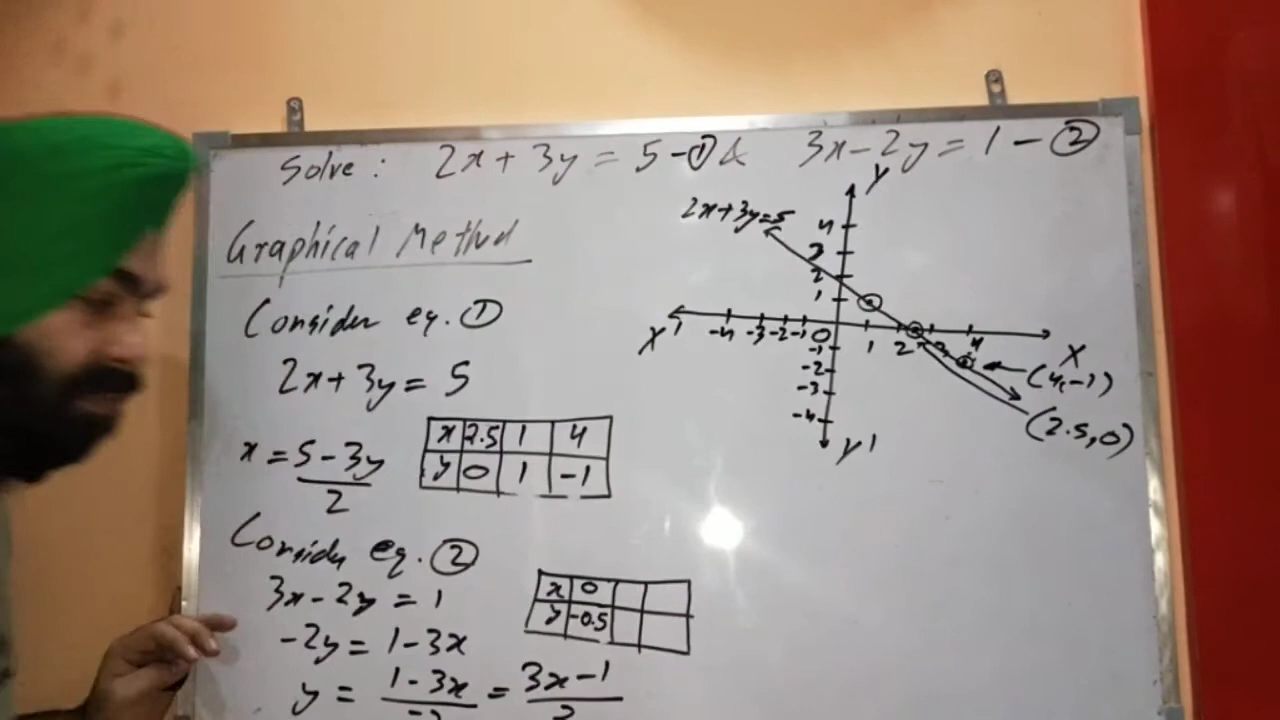 Solve : 2x + 3y = 5 - ① & 3x - 2y = 1 - ②
Graphical Method
Consider eq. ①
2x + 3y = 5
x = 5 - 3y / 2
x 2.5 1 4
y 0 1 -1
Consider eq. ②
3x - 2y = 1
-2y = 1 - 3x
y = 1 - 3x / -2 = 3x - 1 / 2
x 0
y -0.5
Y
2x+3y=5
4
3
2
1
X' -4 -3 -2 -1 0 1 2 3 4 X
-1
-2
-3
-4
Y'
(4,-1)
(2.5,0)